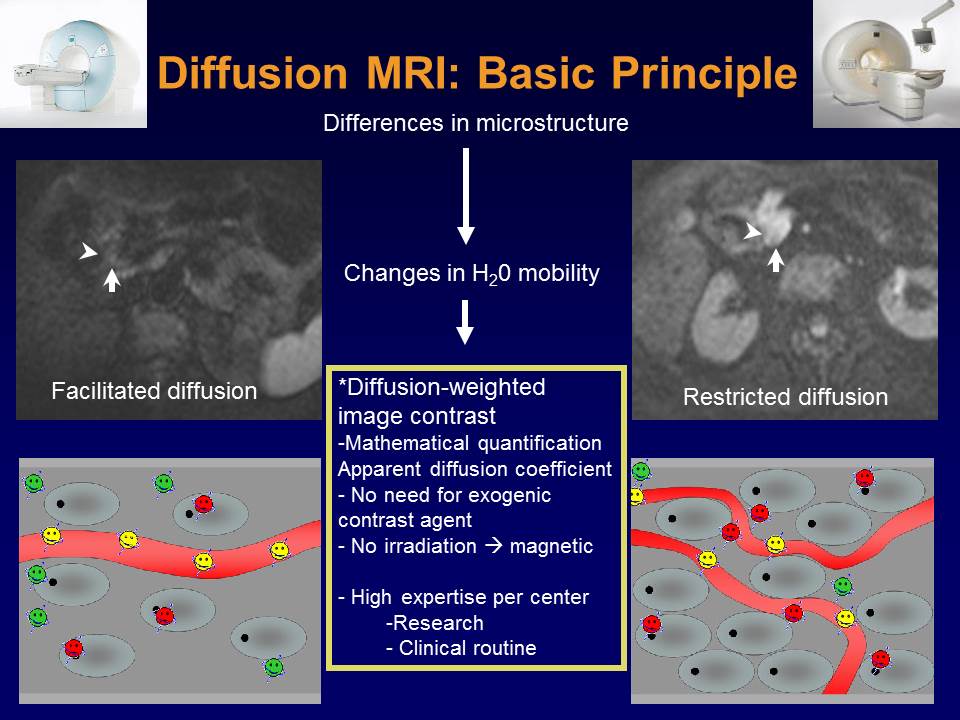 Diffusion MRI: Basic Principle
Differences in microstructure
Changes in H₂0 mobility
Facilitated diffusion
Restricted diffusion
*Diffusion-weighted
image contrast
-Mathematical quantification
Apparent diffusion coefficient
- No need for exogenic
contrast agent
- No irradiation → magnetic
- High expertise per center
-Research
- Clinical routine